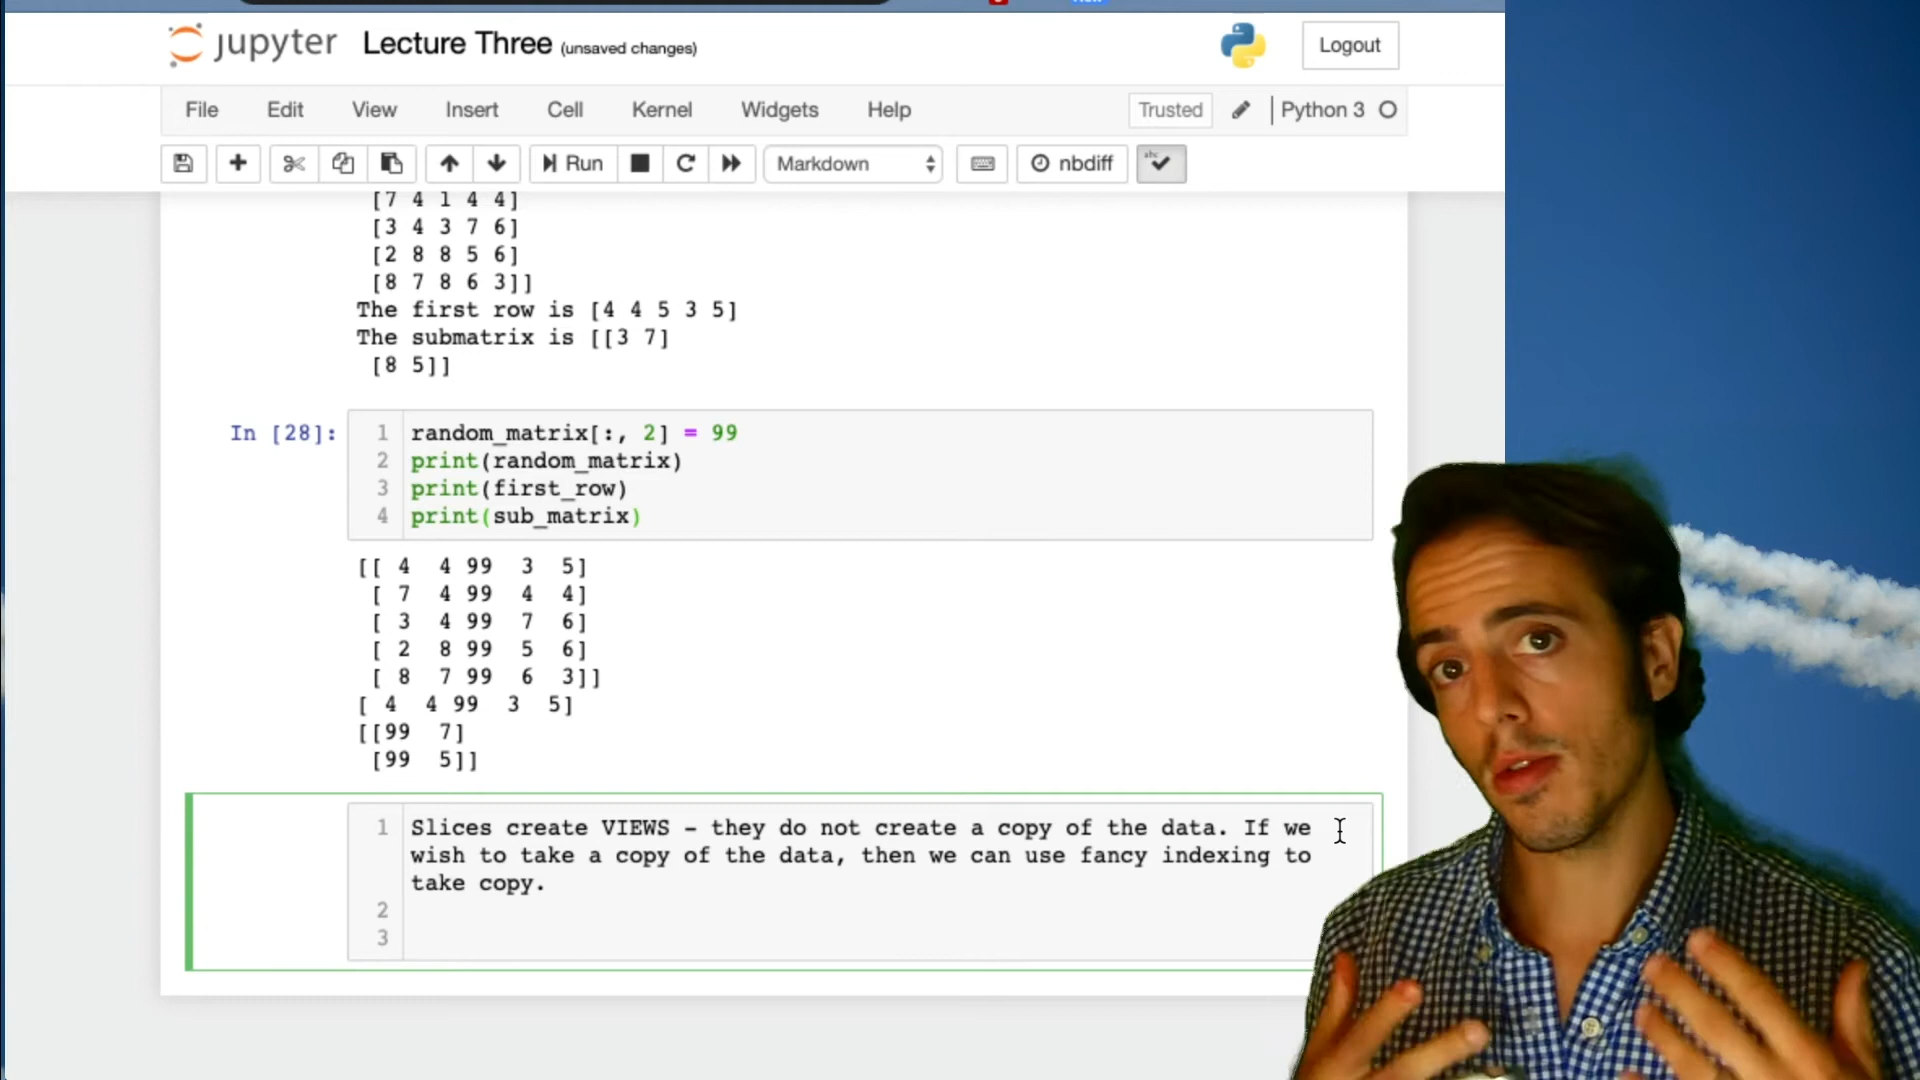 jupyter Lecture Three (unsaved changes) Logout
File Edit View Insert Cell Kernel Widgets Help Trusted Python 3
Run Markdown nbdiff abc
[7 4 1 4 4]
[3 4 3 7 6]
[2 8 8 5 6]
[8 7 8 6 3]]
The first row is [4 4 5 3 5]
The submatrix is [[3 7]
[8 5]]
In [28]: 1 random_matrix[:, 2] = 99
2 print(random_matrix)
3 print(first_row)
4 print(sub_matrix)
[[ 4 4 99 3 5]
[ 7 4 99 4 4]
[ 3 4 99 7 6]
[ 2 8 99 5 6]
[ 8 7 99 6 3]]
[ 4 4 99 3 5]
[[99 7]
[99 5]]
1 Slices create VIEWS - they do not create a copy of the data. If we
wish to take a copy of the data, then we can use fancy indexing to
take copy.
2
3